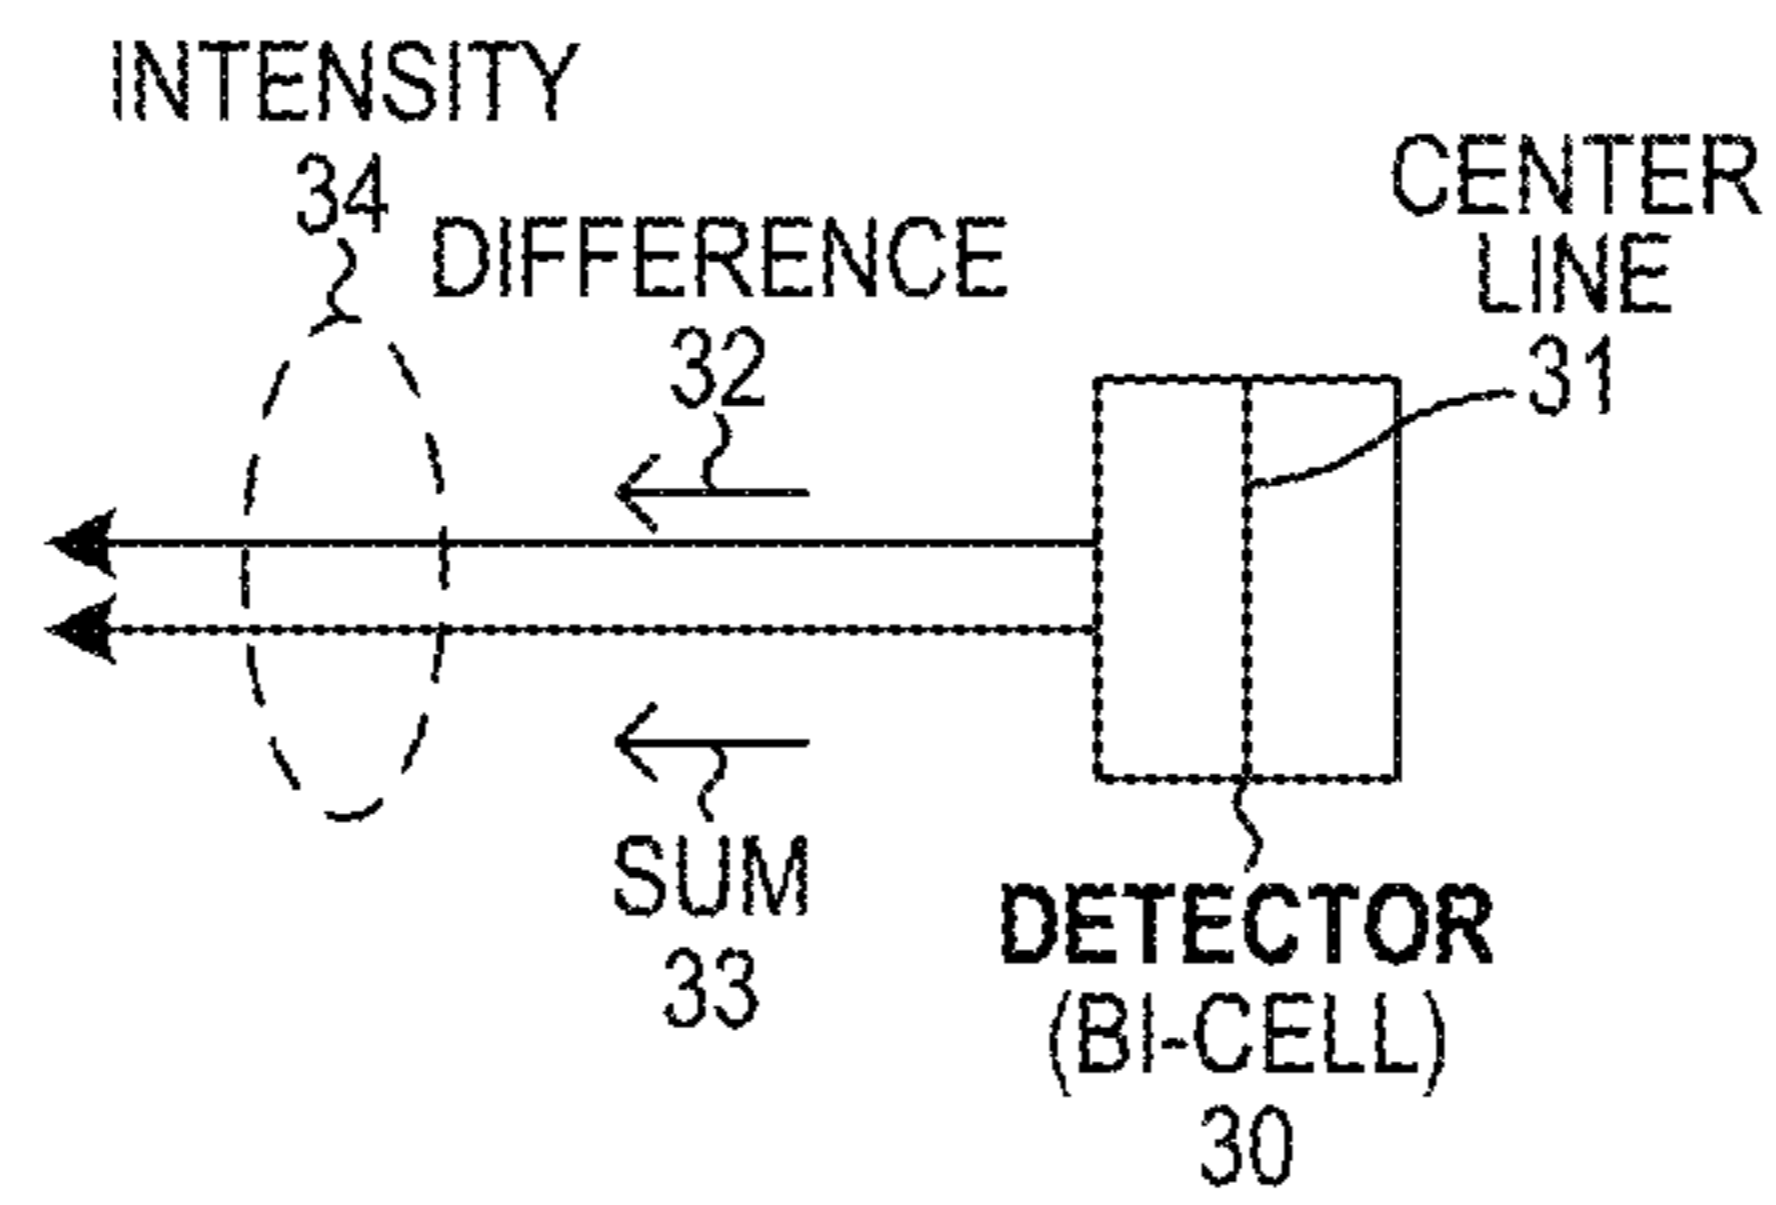 INTENSITY
34
DIFFERENCE
32
CENTER
LINE
31
SUM
33
DETECTOR
(BI-CELL)
30